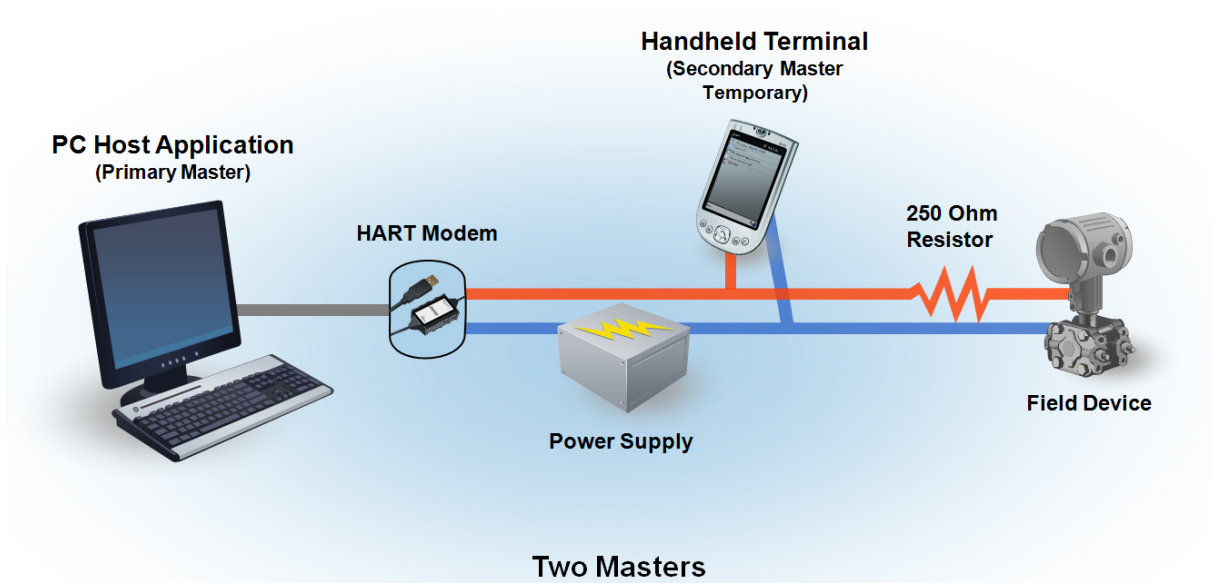 Handheld Terminal
(Secondary Master
Temporary)
PC Host Application
(Primary Master)
HART Modem
250 Ohm
Resistor
Field Device
Power Supply
Two Masters